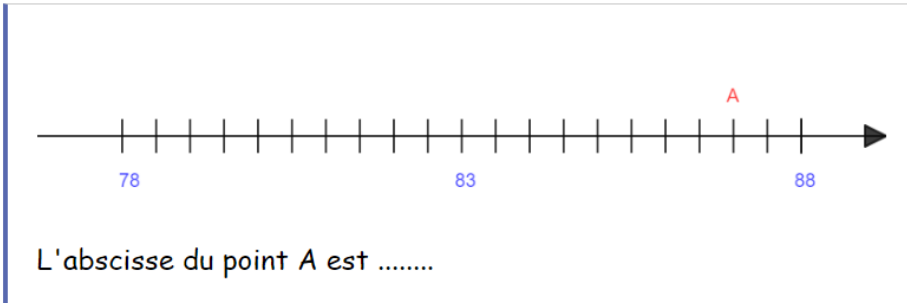 A
78 83 88
L'abscisse du point A est ........